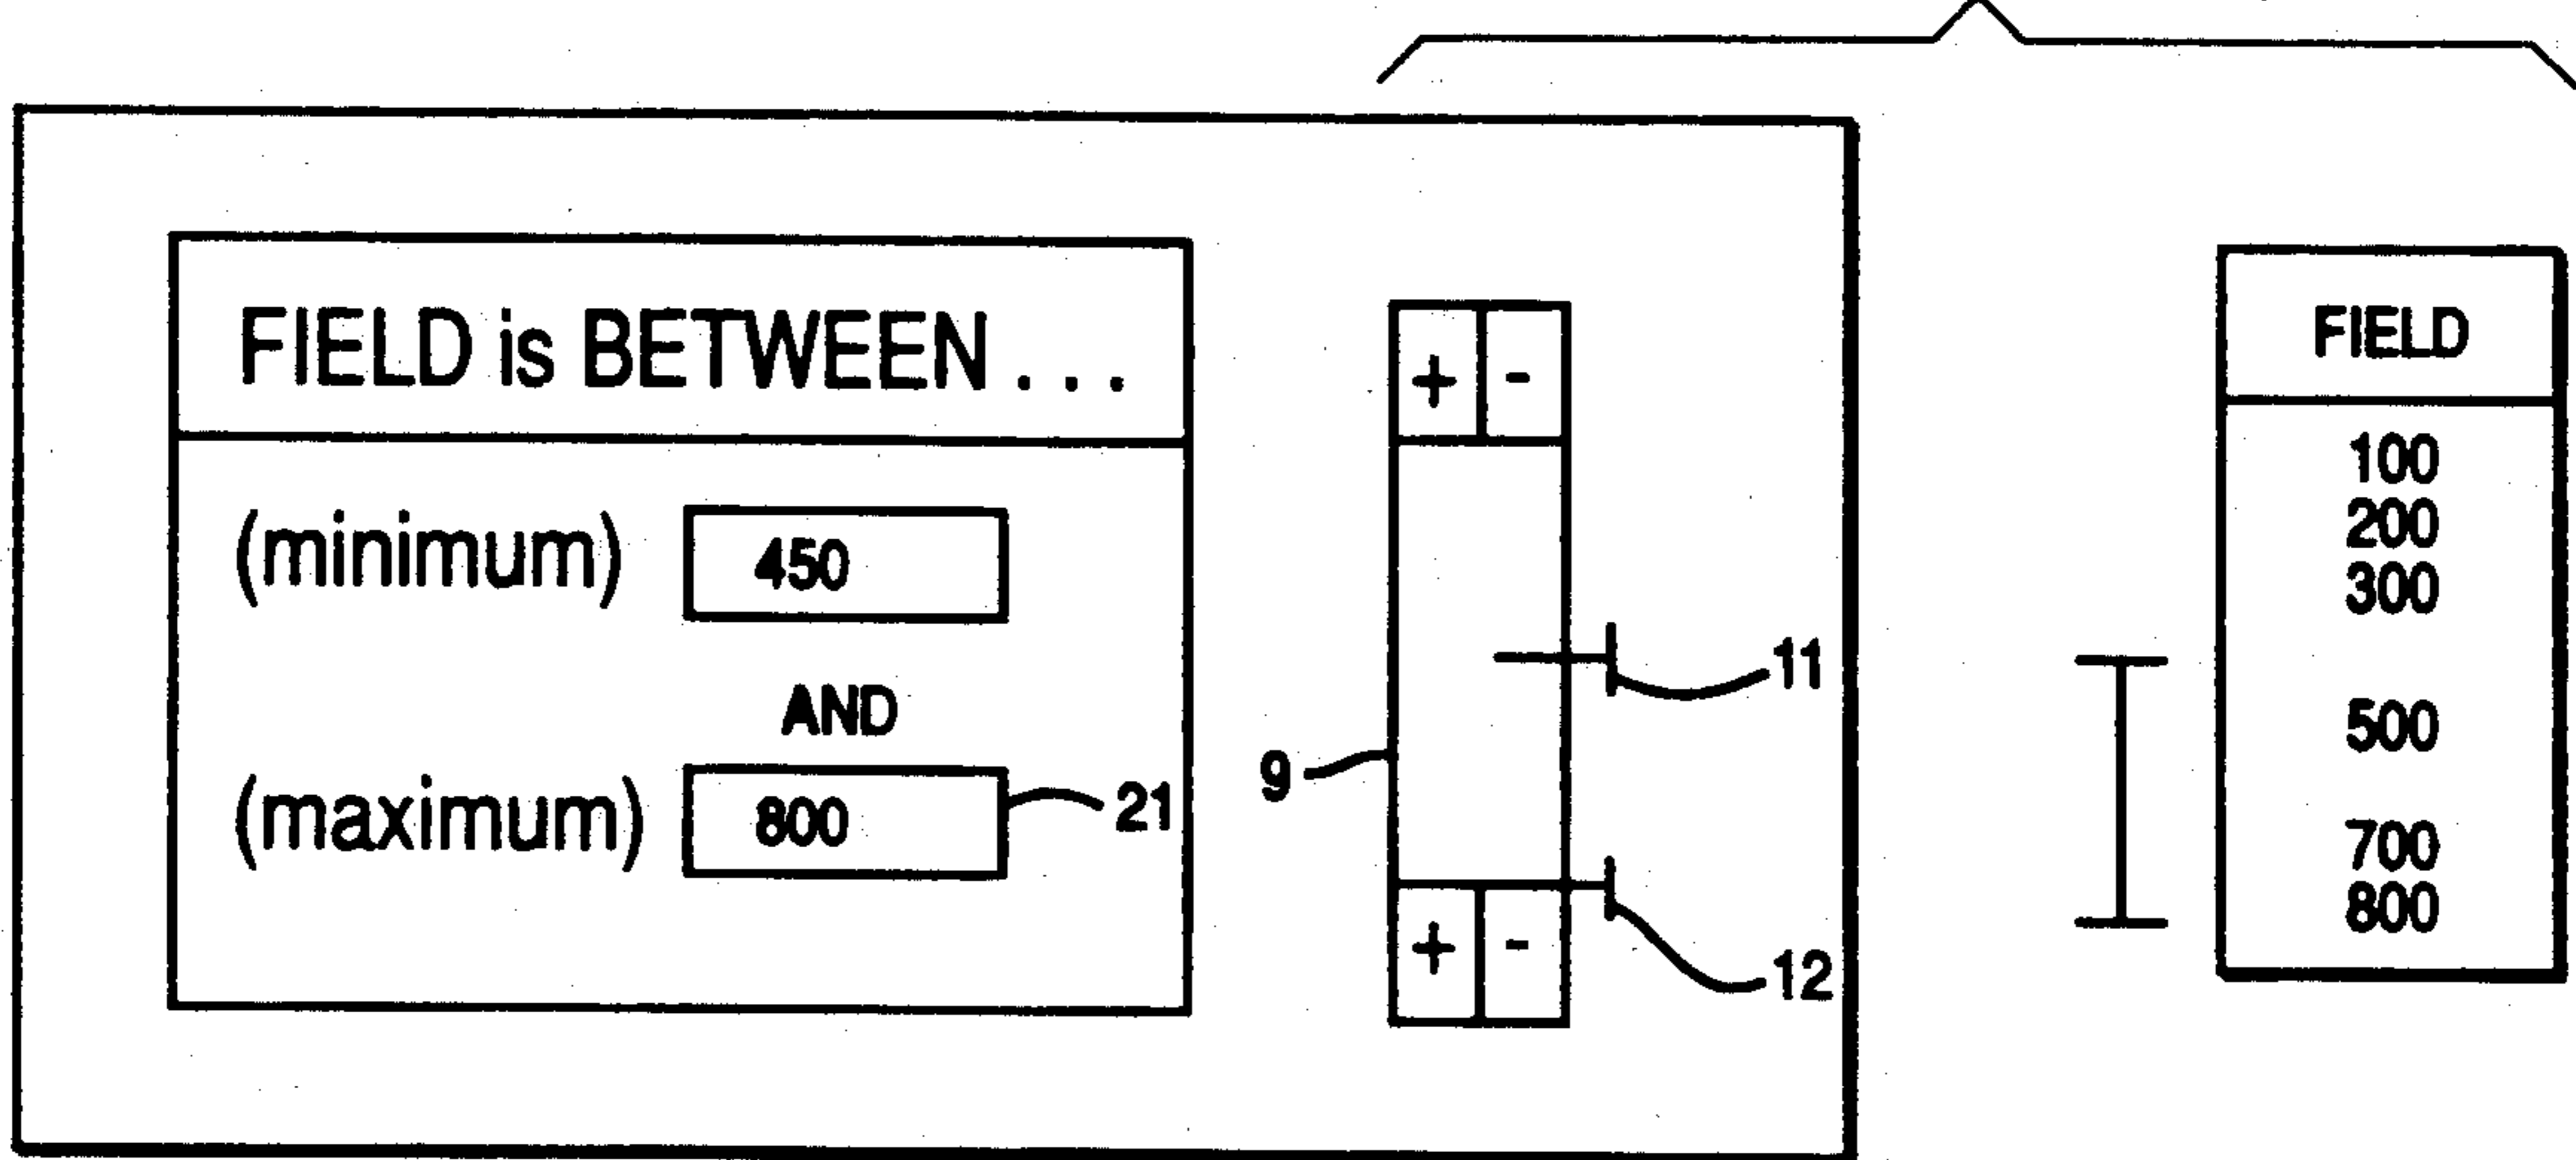 FIELD is BETWEEN . . .
(minimum) 450
AND
(maximum) 800
21
+ -
11
9
+ -
12
FIELD
100
200
300
500
700
800